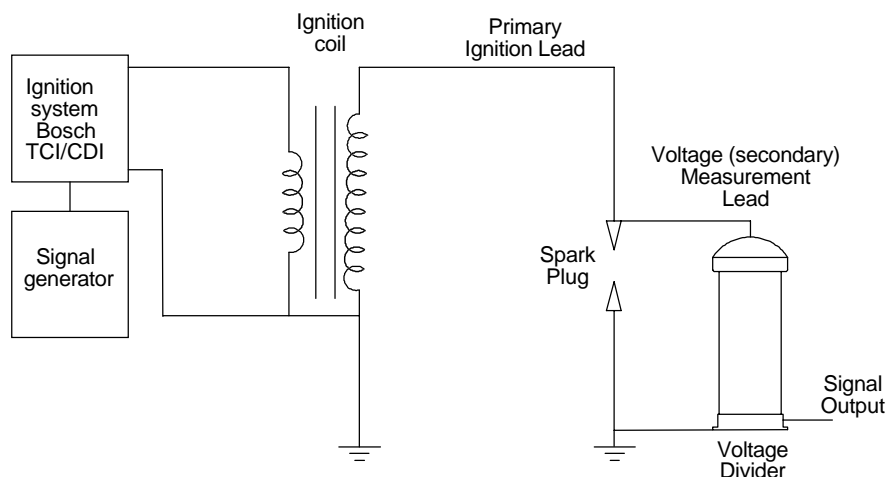 Ignition
coil
Primary
Ignition Lead
Ignition
system
Bosch
TCI/CDI
Voltage (secondary)
Measurement
Lead
Signal
generator
Spark
Plug
Signal
Output
Voltage
Divider